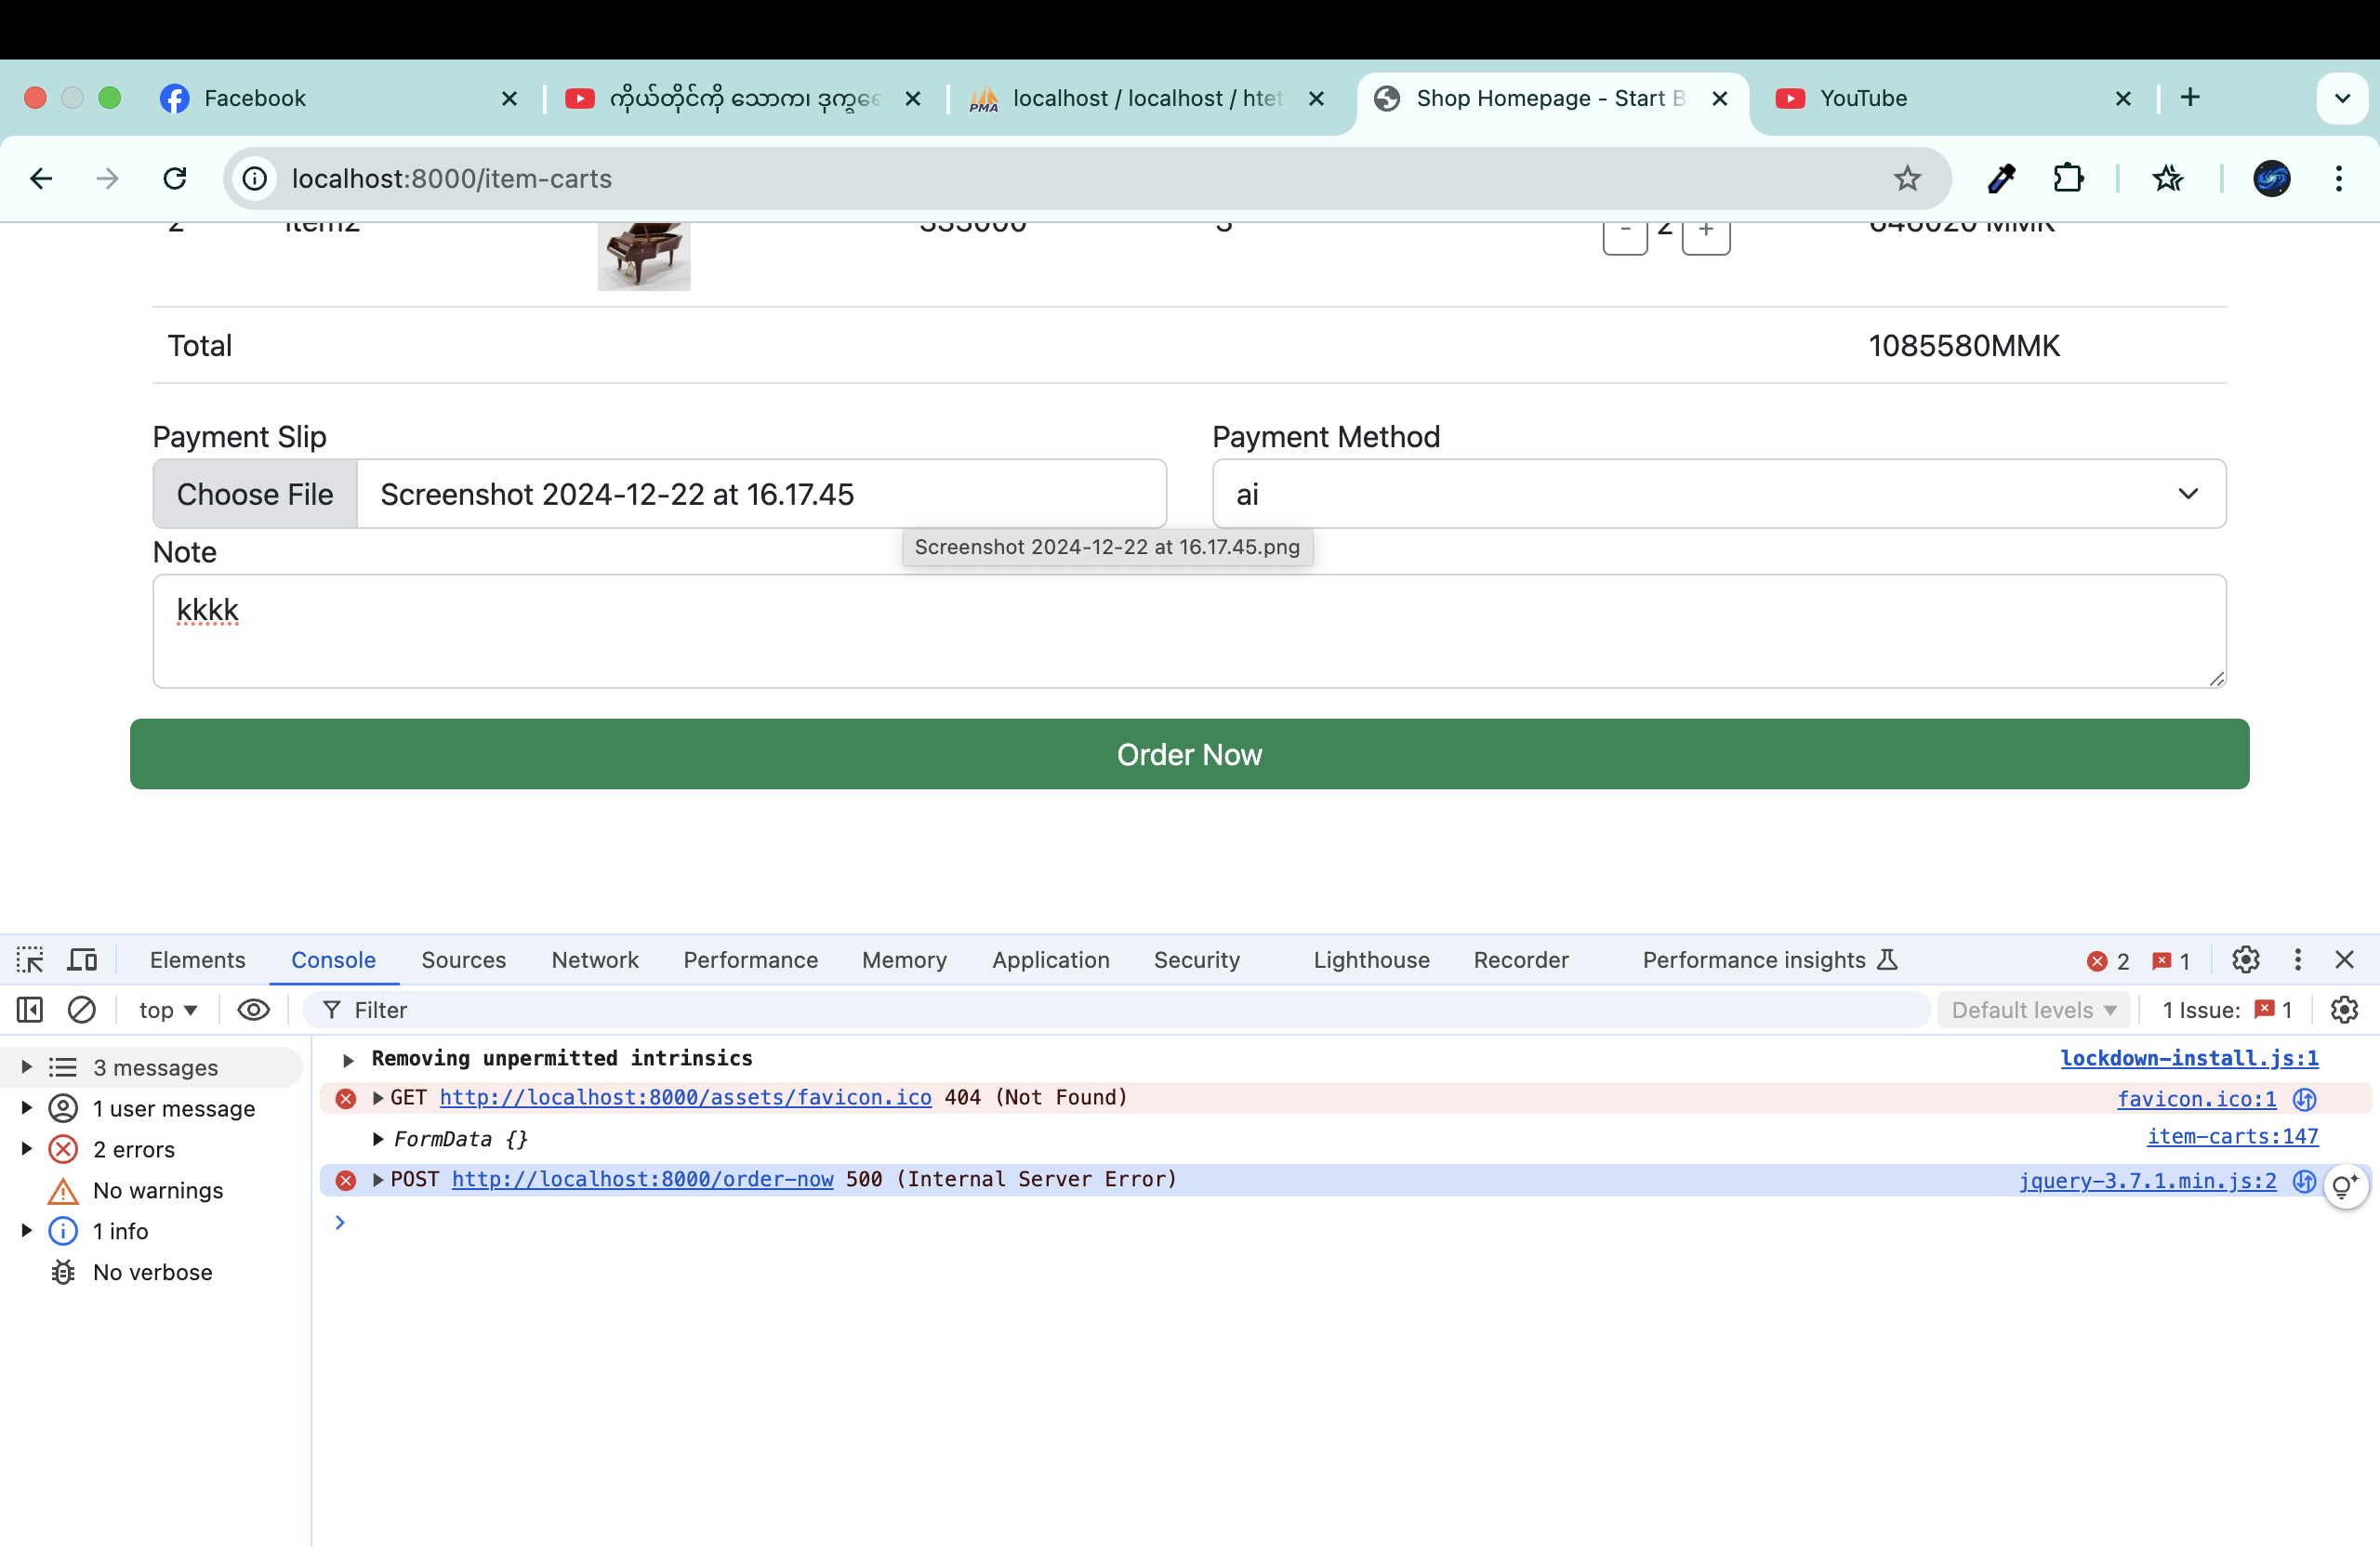 Facebook
ကိုယ်တိုင်ကို သောက၊ ဒုက္ခရေ
PMA localhost / localhost / htet
Shop Homepage - Start B
YouTube
localhost:8000/item-carts
2 item2 333000 3 - 2 + 646020 MMK
Total 1085580MMK
Payment Slip Payment Method
Choose File Screenshot 2024-12-22 at 16.17.45 ai
Screenshot 2024-12-22 at 16.17.45.png
Note
kkkk
Order Now
Elements Console Sources Network Performance Memory Application Security Lighthouse Recorder Performance insights 2 1
top Filter Default levels 1 Issue: 1
3 messages
1 user message
2 errors
No warnings
1 info
No verbose
Removing unpermitted intrinsics lockdown-install.js:1
GET http://localhost:8000/assets/favicon.ico 404 (Not Found) favicon.ico:1
FormData {} item-carts:147
POST http://localhost:8000/order-now 500 (Internal Server Error) jquery-3.7.1.min.js:2